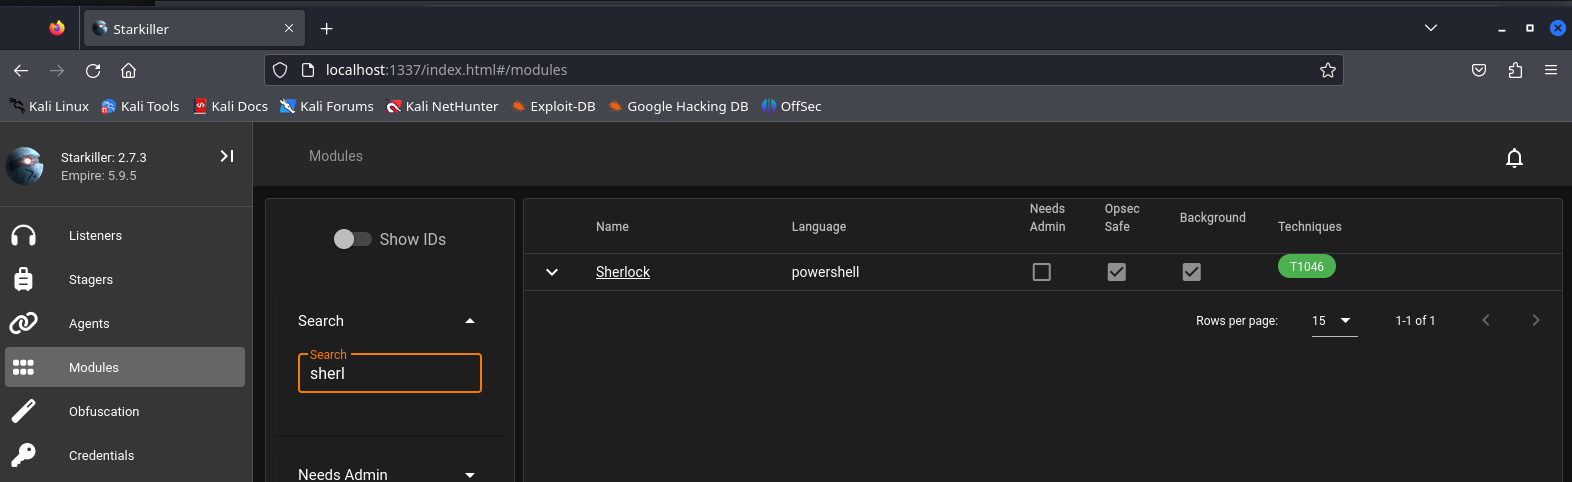 Starkiller
localhost:1337/index.html#/modules
Kali Linux Kali Tools Kali Docs Kali Forums Kali NetHunter Exploit-DB Google Hacking DB OffSec
Starkiller: 2.7.3
Empire: 5.9.5
Listeners
Stagers
Agents
Modules
Obfuscation
Credentials
Modules
Show IDs
Search
Search
sherl
Needs Admin
Name Language Needs Admin Opsec Safe Background Techniques
Sherlock powershell T1046
Rows per page: 15 1-1 of 1